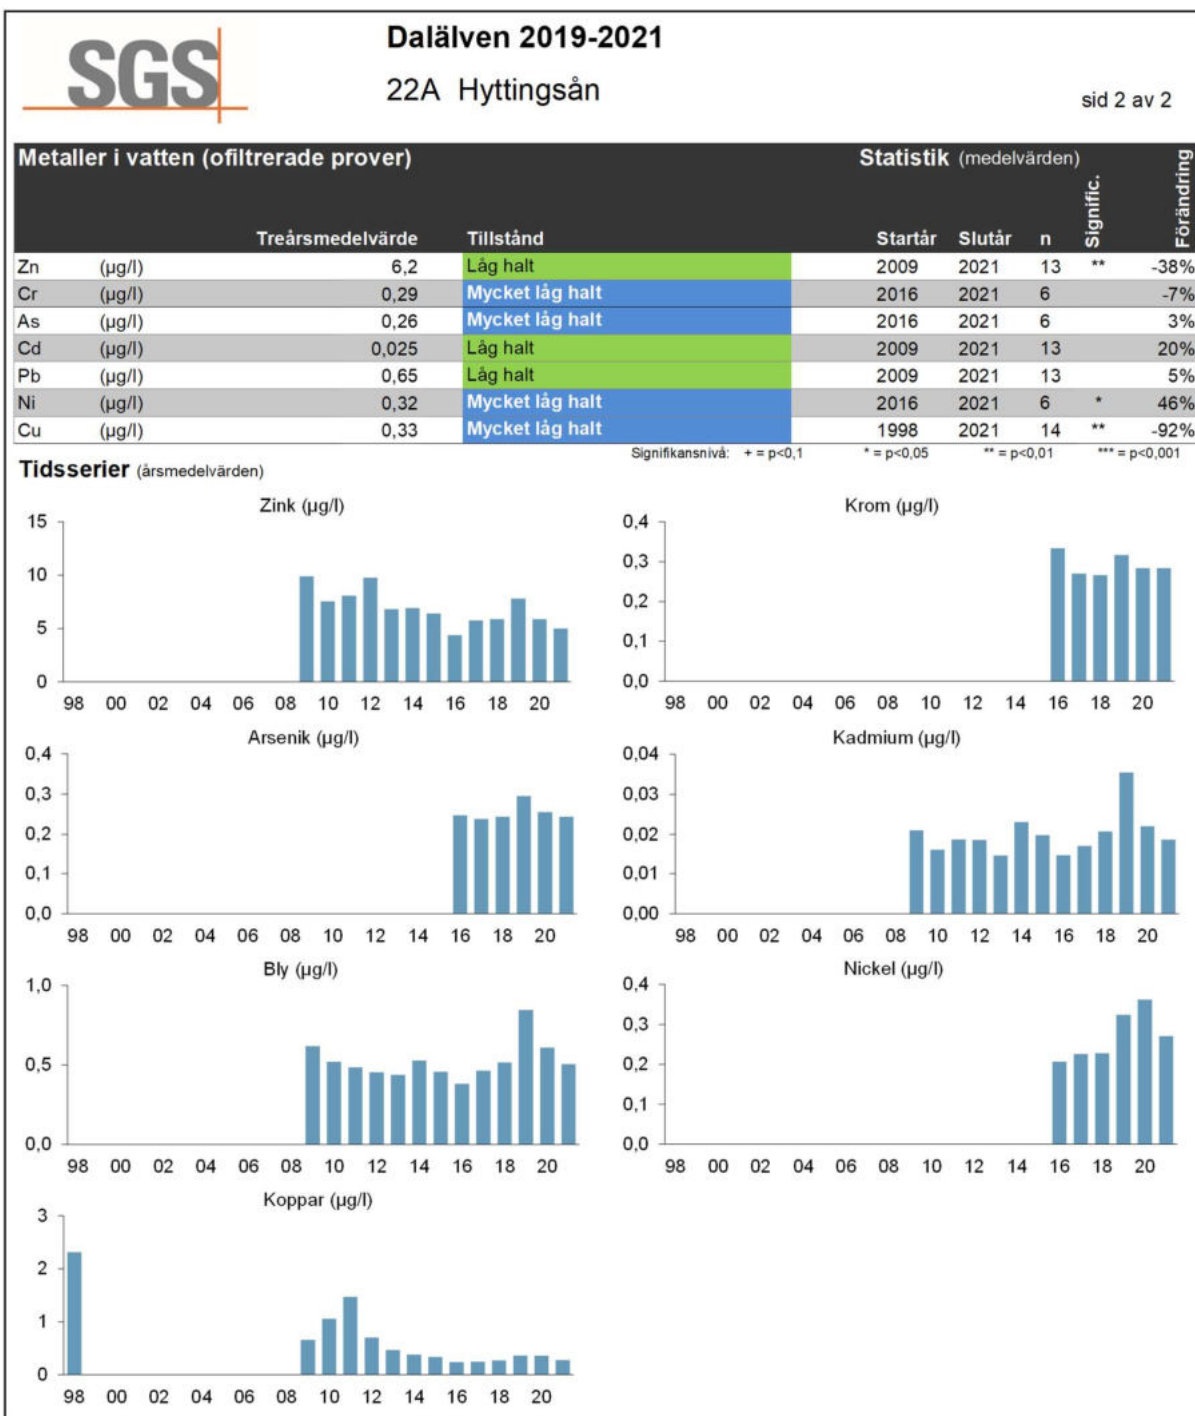 SGS
Dalälven 2019-2021
22A Hyttingsån
sid 2 av 2
Metaller i vatten (ofiltrerade prover) Statistik (medelvärden)
Treårsmedelvärde Tillstånd Startår Slutår n Signific. Förändring
Zn (µg/l) 6,2 Låg halt 2009 2021 13 ** -38%
Cr (µg/l) 0,29 Mycket låg halt 2016 2021 6 -7%
As (µg/l) 0,26 Mycket låg halt 2016 2021 6 3%
Cd (µg/l) 0,025 Låg halt 2009 2021 13 20%
Pb (µg/l) 0,65 Låg halt 2009 2021 13 5%
Ni (µg/l) 0,32 Mycket låg halt 2016 2021 6 * 46%
Cu (µg/l) 0,33 Mycket låg halt 1998 2021 14 ** -92%
Signifikansnivå: + = p<0,1 * = p<0,05 ** = p<0,01 *** = p<0,001
Tidsserier (årsmedelvärden)
Zink (µg/l)
15
10
5
0
98 00 02 04 06 08 10 12 14 16 18 20
Krom (µg/l)
0,4
0,3
0,2
0,1
0,0
98 00 02 04 06 08 10 12 14 16 18 20
Arsenik (µg/l)
0,4
0,3
0,2
0,1
0,0
98 00 02 04 06 08 10 12 14 16 18 20
Kadmium (µg/l)
0,04
0,03
0,02
0,01
0,00
98 00 02 04 06 08 10 12 14 16 18 20
Bly (µg/l)
1,0
0,5
0,0
98 00 02 04 06 08 10 12 14 16 18 20
Nickel (µg/l)
0,4
0,3
0,2
0,1
0,0
98 00 02 04 06 08 10 12 14 16 18 20
Koppar (µg/l)
3
2
1
0
98 00 02 04 06 08 10 12 14 16 18 20